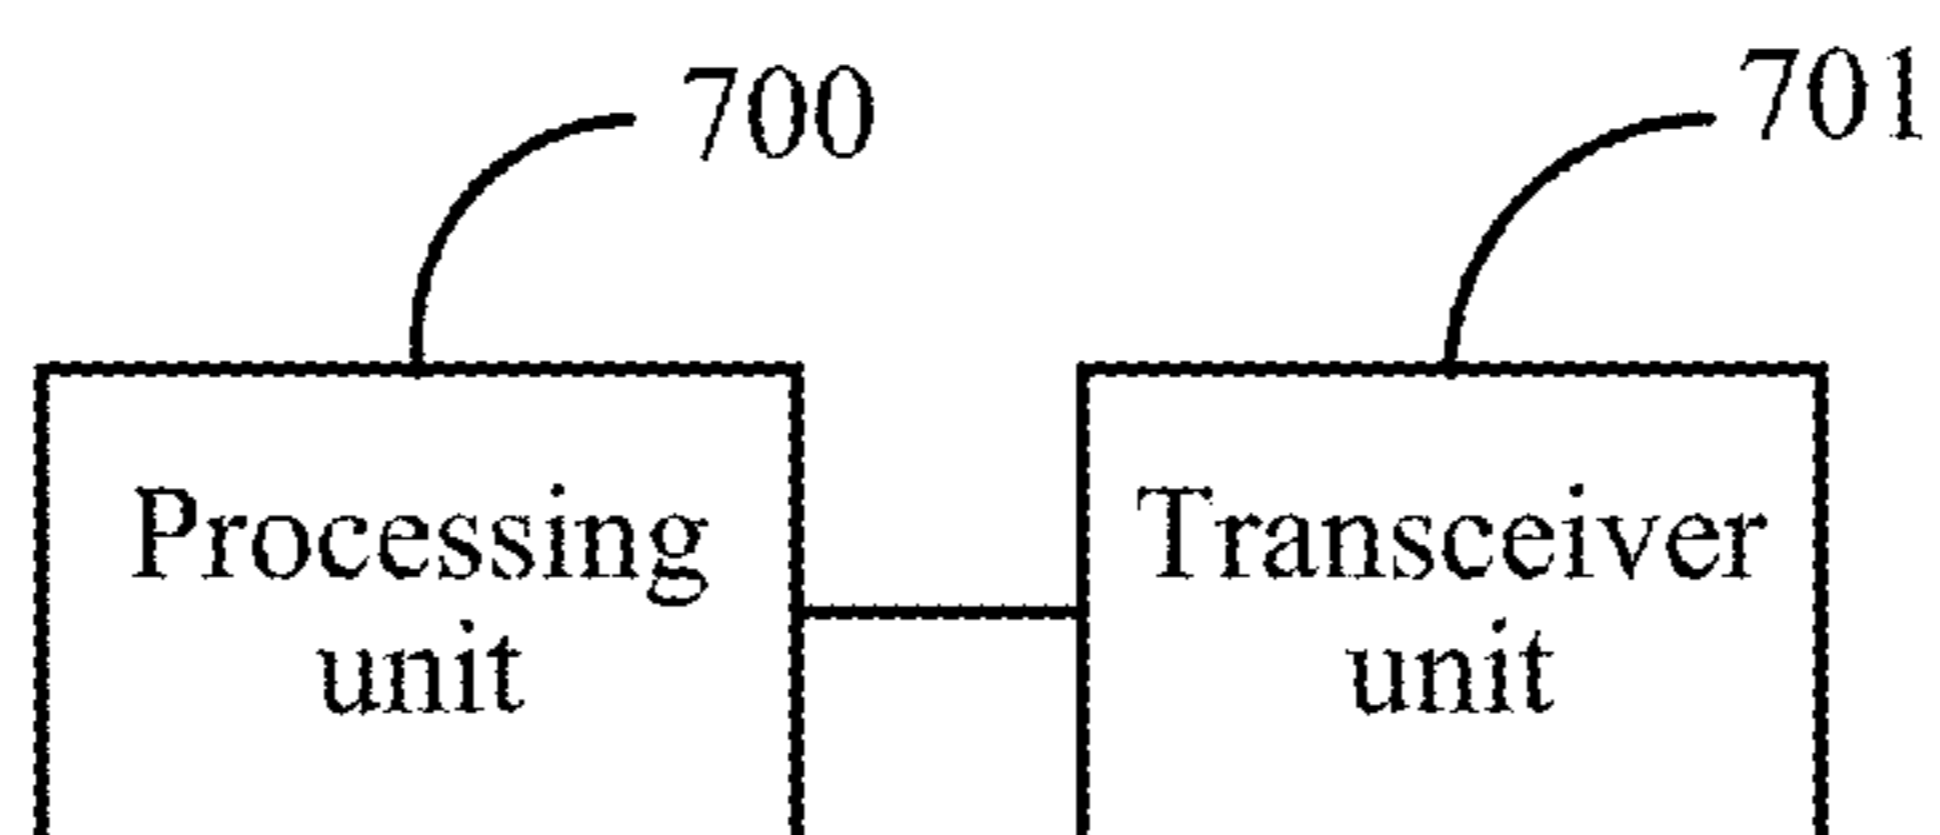 700
701
Processing
unit
Transceiver
unit